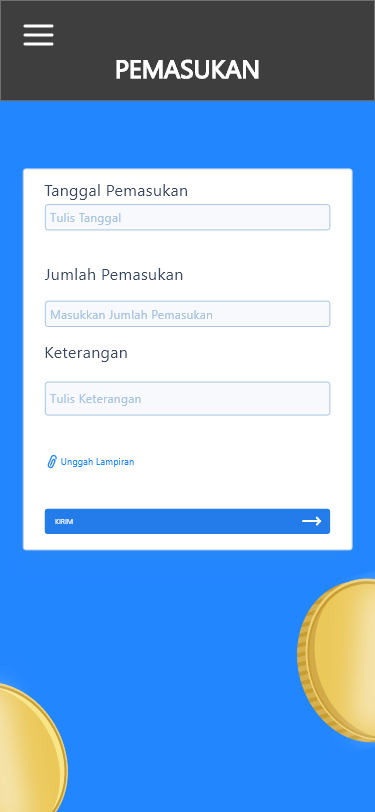 PEMASUKAN
Tanggal Pemasukan
Tulis Tanggal
Jumlah Pemasukan
Masukkan Jumlah Pemasukan
Keterangan
Tulis Keterangan
Unggah Lampiran
KIRIM